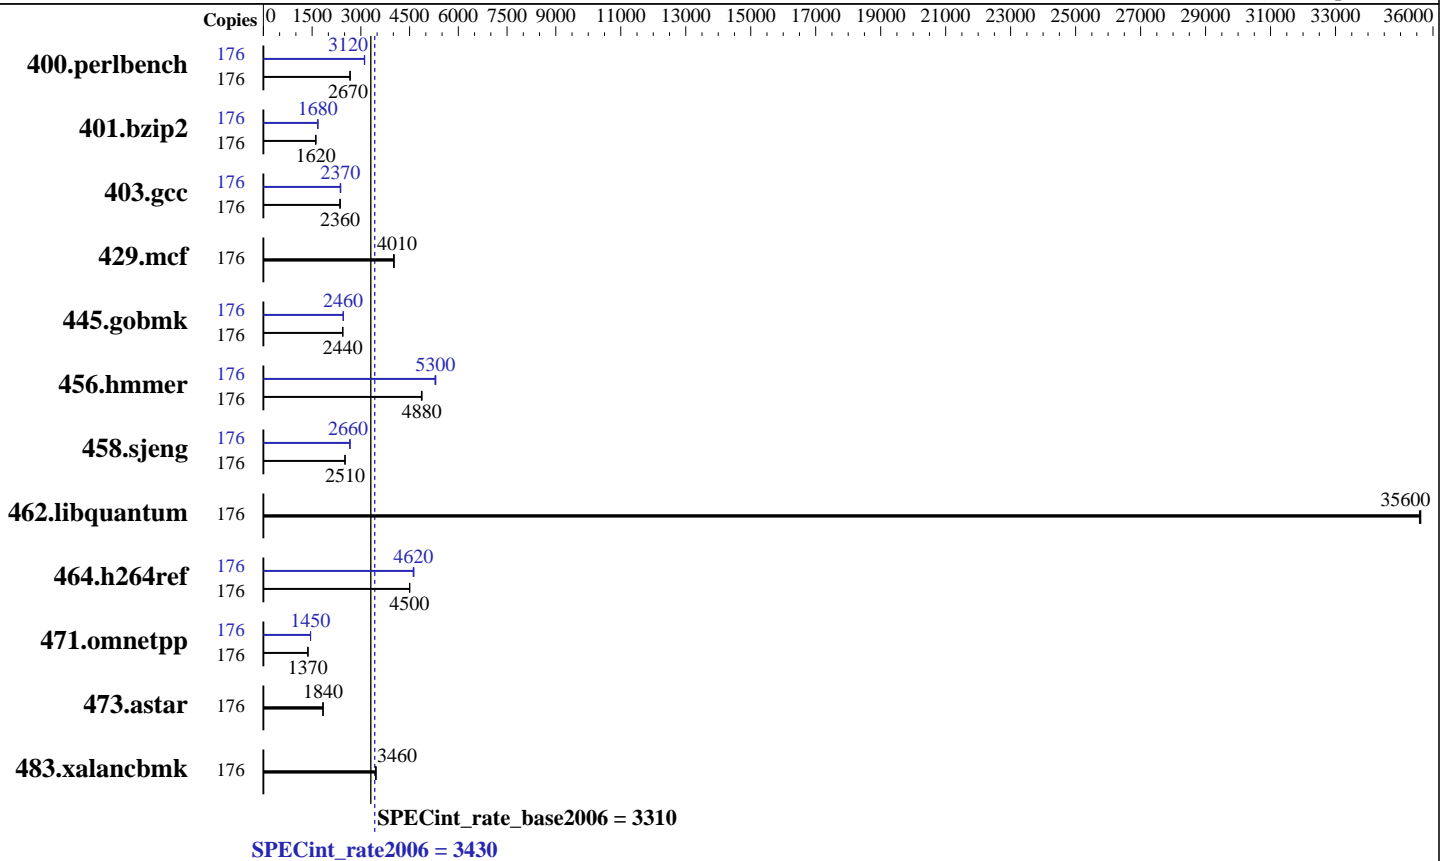 Copies 0 1500 3000 4500 6000 7500 9000 11000 13000 15000 17000 19000 21000 23000 25000 27000 29000 31000 33000 36000
400.perlbench 176 3120
176 2670
401.bzip2 176 1680
176 1620
403.gcc 176 2370
176 2360
429.mcf 176 4010
445.gobmk 176 2460
176 2440
456.hmmer 176 5300
176 4880
458.sjeng 176 2660
176 2510
462.libquantum 176 35600
464.h264ref 176 4620
176 4500
471.omnetpp 176 1450
176 1370
473.astar 176 1840
483.xalancbmk 176 3460
SPECint_rate_base2006 = 3310
SPECint_rate2006 = 3430